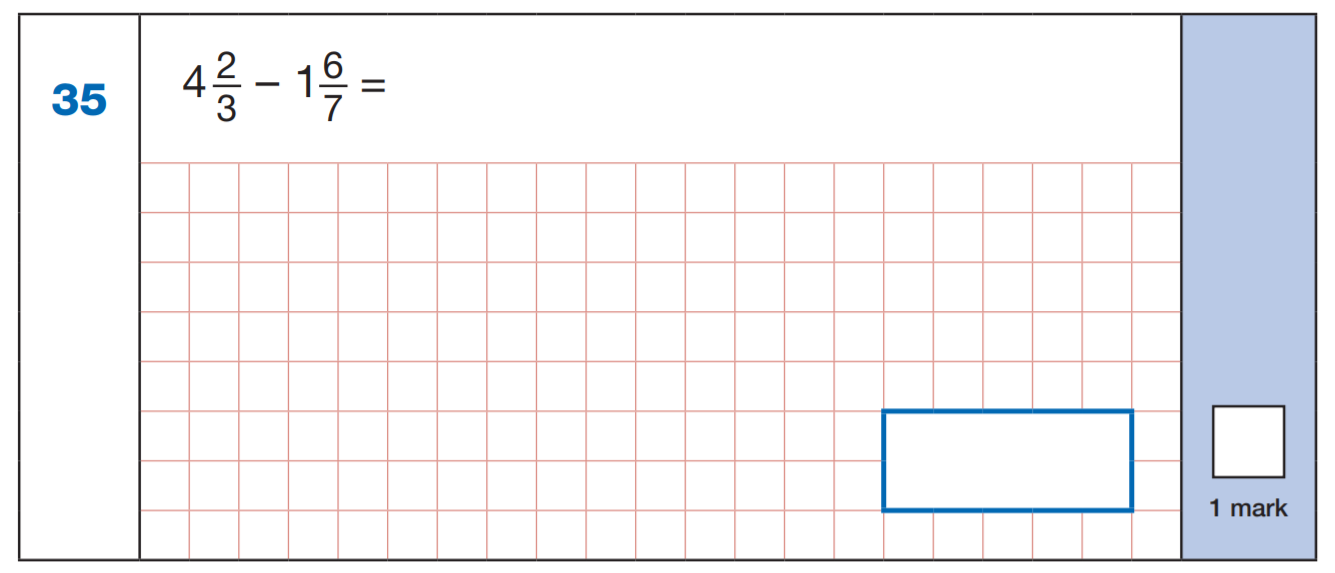 35
4 2/3 – 1 6/7 =
1 mark